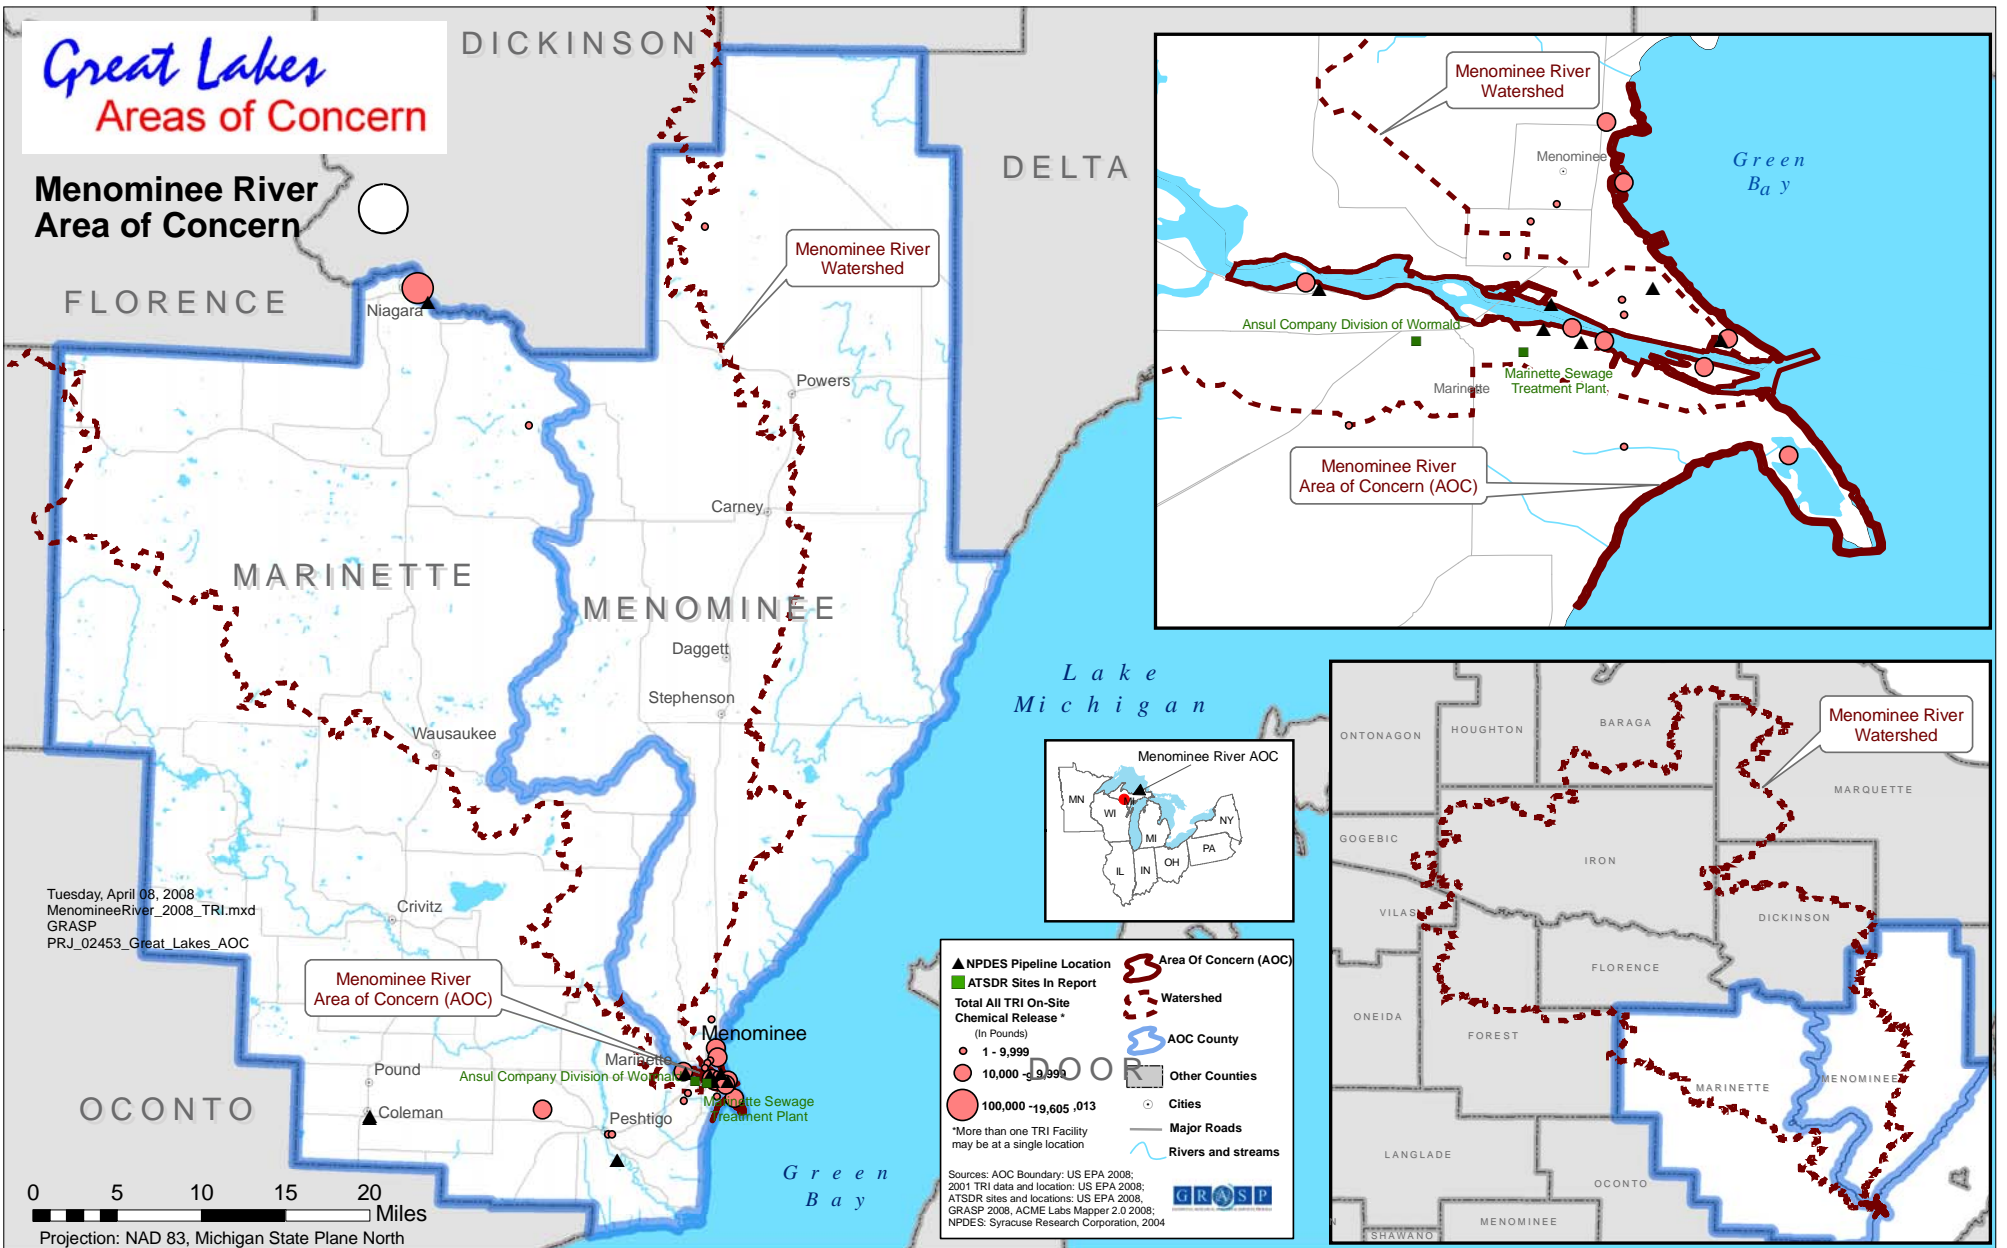 Great Lakes
Areas of Concern
Menominee River
Area of Concern
DICKINSON
DELTA
FLORENCE
Niagara
Menominee River
Watershed
Powers
Carney
MARINETTE
MENOMINEE
Daggett
Stephenson
Wausaukee
Crivitz
Tuesday, April 08, 2008
MenomineeRiver_2008_TRI.mxd
GRASP
PRJ_02453_Great_Lakes_AOC
Menominee River
Area of Concern (AOC)
Menominee
Marinette
Ansul Company Division of Wormald
Marinette Sewage
Treatment Plant
Pound
Coleman
Peshtigo
OCONTO
0 5 10 15 20
Miles
Projection: NAD 83, Michigan State Plane North
Green
Bay
Lake
Michigan
DOOR
Menominee River
Watershed
Menominee
Green
Bay
Ansul Company Division of Wormald
Marinette
Marinette Sewage
Treatment Plant
Menominee River
Area of Concern (AOC)
Menominee River AOC
MN
WI
MI
MI
NY
PA
OH
IN
IL
NPDES Pipeline Location
ATSDR Sites In Report
Total All TRI On-Site
Chemical Release *
(In Pounds)
1 - 9,999
10,000 - 99,999
100,000 -19,605 ,013
*More than one TRI Facility
may be at a single location
Area Of Concern (AOC)
Watershed
AOC County
Other Counties
Cities
Major Roads
Rivers and streams
Sources: AOC Boundary: US EPA 2008;
2001 TRI data and location: US EPA 2008;
ATSDR sites and locations: US EPA 2008,
GRASP 2008, ACME Labs Mapper 2.0 2008;
NPDES: Syracuse Research Corporation, 2004
GRASP
ONTONAGON
HOUGHTON
BARAGA
Menominee River
Watershed
MARQUETTE
GOGEBIC
IRON
VILAS
DICKINSON
FLORENCE
ONEIDA
FOREST
MARINETTE
MENOMINEE
LANGLADE
OCONTO
MENOMINEE
SHAWANO